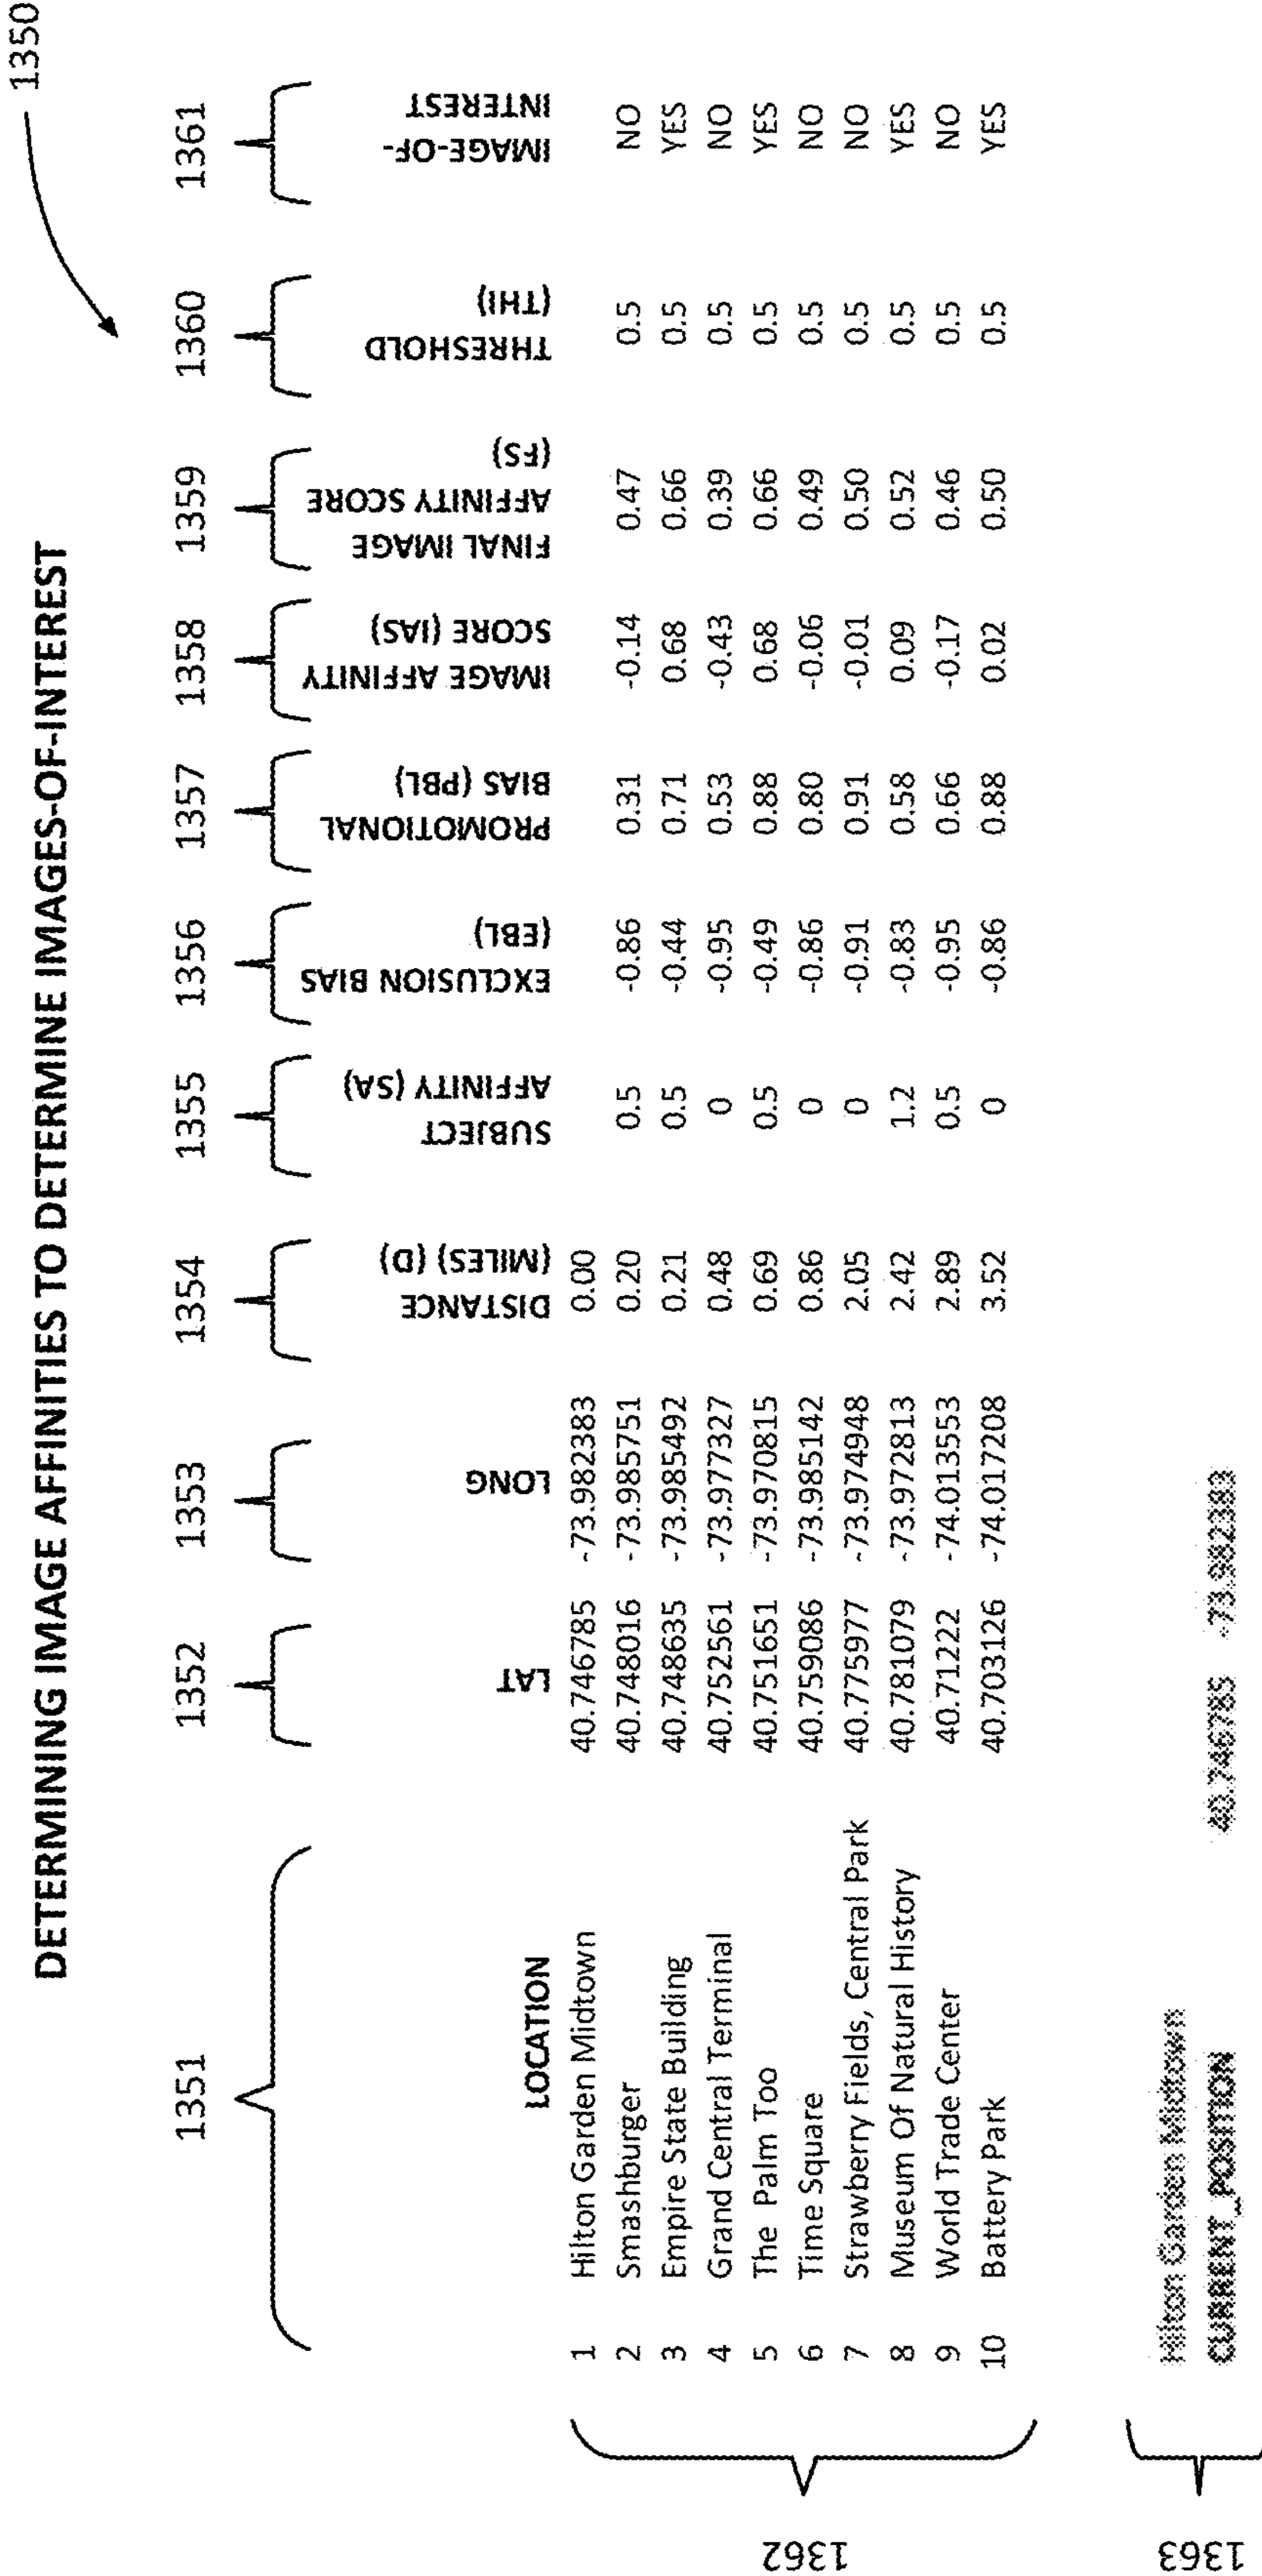 DETERMINING IMAGE AFFINITIES TO DETERMINE IMAGES-OF-INTEREST
1350
1351 1352 1353 1354 1355 1356 1357 1358 1359 1360 1361
LOCATION LAT LONG DISTANCE (MILES) (D) SUBJECT AFFINITY (SA) EXCLUSION BIAS (EBL) PROMOTIONAL BIAS (PBL) IMAGE AFFINITY SCORE (IAS) FINAL IMAGE AFFINITY SCORE (FS) THRESHOLD (THI) IMAGE-OF-INTEREST
1362
1 Hilton Garden Midtown 40.746785 -73.982383 0.00
2 Smashburger 40.748016 -73.985751 0.20 0.5 -0.86 0.31 -0.14 0.47 0.5 NO
3 Empire State Building 40.748635 -73.985492 0.21 0.5 -0.44 0.71 0.68 0.66 0.5 YES
4 Grand Central Terminal 40.752561 -73.977327 0.48 0 -0.95 0.53 -0.43 0.39 0.5 NO
5 The Palm Too 40.751651 -73.970815 0.69 0.5 -0.49 0.88 0.68 0.66 0.5 YES
6 Time Square 40.759086 -73.985142 0.86 0 -0.86 0.80 -0.06 0.49 0.5 NO
7 Strawberry Fields, Central Park 40.775977 -73.974948 2.05 0 -0.91 0.91 -0.01 0.50 0.5 NO
8 Museum Of Natural History 40.781079 -73.972813 2.42 1.2 -0.83 0.58 0.09 0.52 0.5 YES
9 World Trade Center 40.71222 -74.013553 2.89 0.5 -0.95 0.66 -0.17 0.46 0.5 NO
10 Battery Park 40.703126 -74.017208 3.52 0 -0.86 0.88 0.02 0.50 0.5 YES
1363
Hilton Garden Midtown
CURRENT_POSITION 40.746785 -73.982383